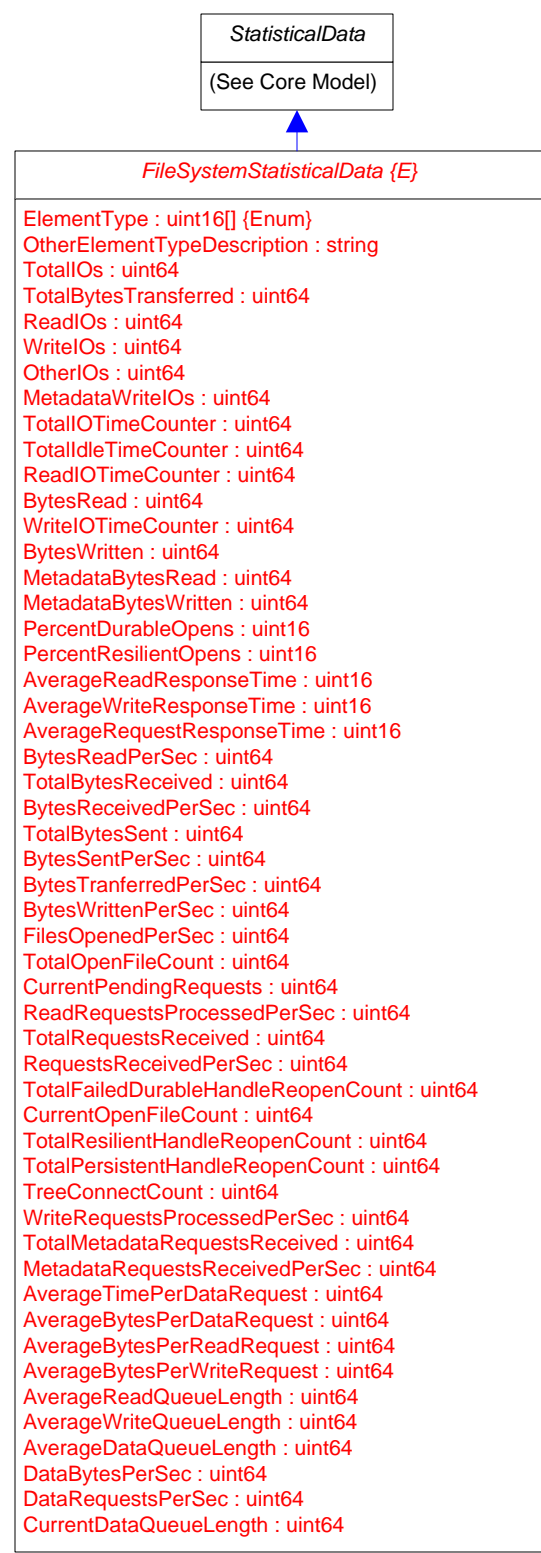 StatisticalData
(See Core Model)
FileSystemStatisticalData {E}
ElementType : uint16[] {Enum}
OtherElementTypeDescription : string
TotalIOs : uint64
TotalBytesTransferred : uint64
ReadIOs : uint64
WriteIOs : uint64
OtherIOs : uint64
MetadataWriteIOs : uint64
TotalIOTimeCounter : uint64
TotalIdleTimeCounter : uint64
ReadIOTimeCounter : uint64
BytesRead : uint64
WriteIOTimeCounter : uint64
BytesWritten : uint64
MetadataBytesRead : uint64
MetadataBytesWritten : uint64
PercentDurableOpens : uint16
PercentResilientOpens : uint16
AverageReadResponseTime : uint16
AverageWriteResponseTime : uint16
AverageRequestResponseTime : uint16
BytesReadPerSec : uint64
TotalBytesReceived : uint64
BytesReceivedPerSec : uint64
TotalBytesSent : uint64
BytesSentPerSec : uint64
BytesTranferredPerSec : uint64
BytesWrittenPerSec : uint64
FilesOpenedPerSec : uint64
TotalOpenFileCount : uint64
CurrentPendingRequests : uint64
ReadRequestsProcessedPerSec : uint64
TotalRequestsReceived : uint64
RequestsReceivedPerSec : uint64
TotalFailedDurableHandleReopenCount : uint64
CurrentOpenFileCount : uint64
TotalResilientHandleReopenCount : uint64
TotalPersistentHandleReopenCount : uint64
TreeConnectCount : uint64
WriteRequestsProcessedPerSec : uint64
TotalMetadataRequestsReceived : uint64
MetadataRequestsReceivedPerSec : uint64
AverageTimePerDataRequest : uint64
AverageBytesPerDataRequest : uint64
AverageBytesPerReadRequest : uint64
AverageBytesPerWriteRequest : uint64
AverageReadQueueLength : uint64
AverageWriteQueueLength : uint64
AverageDataQueueLength : uint64
DataBytesPerSec : uint64
DataRequestsPerSec : uint64
CurrentDataQueueLength : uint64